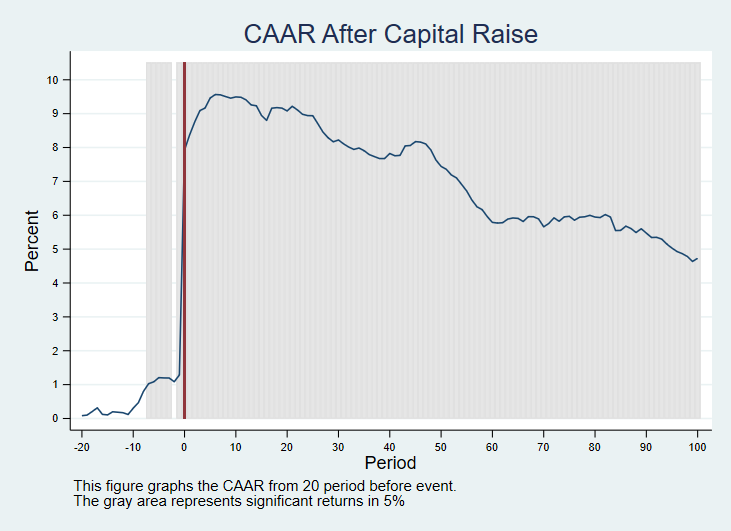 CAAR After Capital Raise
10
9
8
7
6
5
4
3
2
1
0
Percent
-20 -10 0 10 20 30 40 50 60 70 80 90 100
Period
This figure graphs the CAAR from 20 period before event.
The gray area represents significant returns in 5%